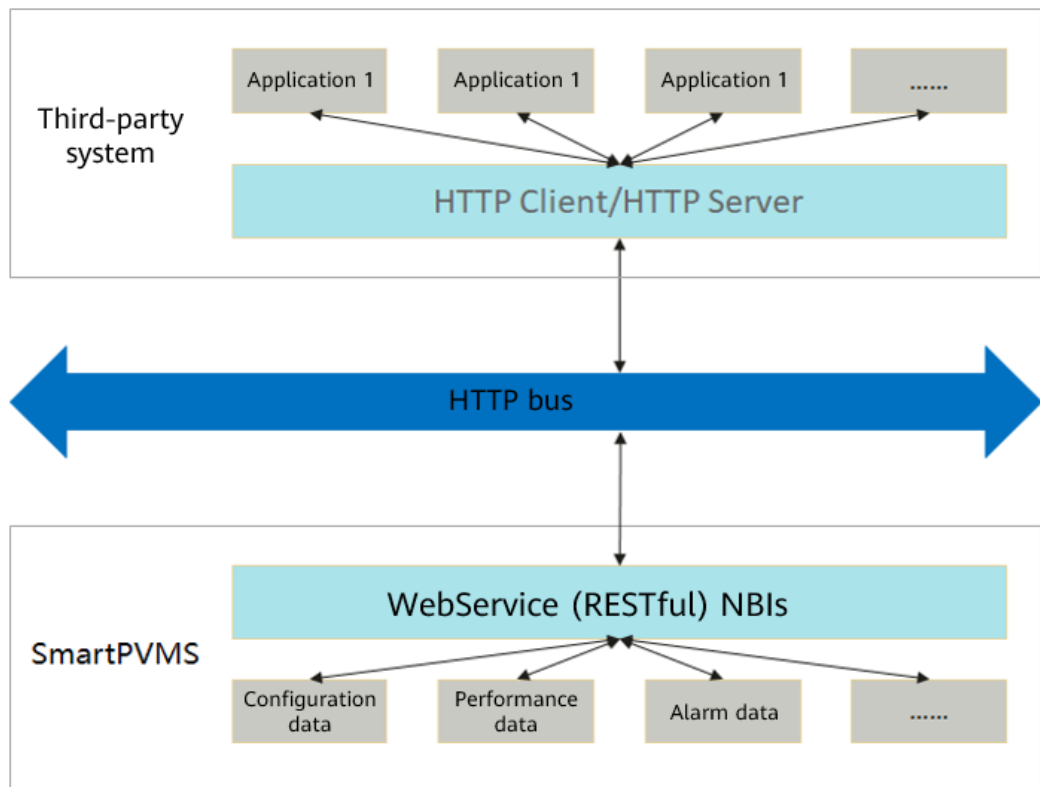 Application 1
Application 1
Application 1
......
Third-party
system
HTTP Client/HTTP Server
HTTP bus
WebService (RESTful) NBIs
SmartPVMS
Configuration
data
Performance
data
Alarm data
......